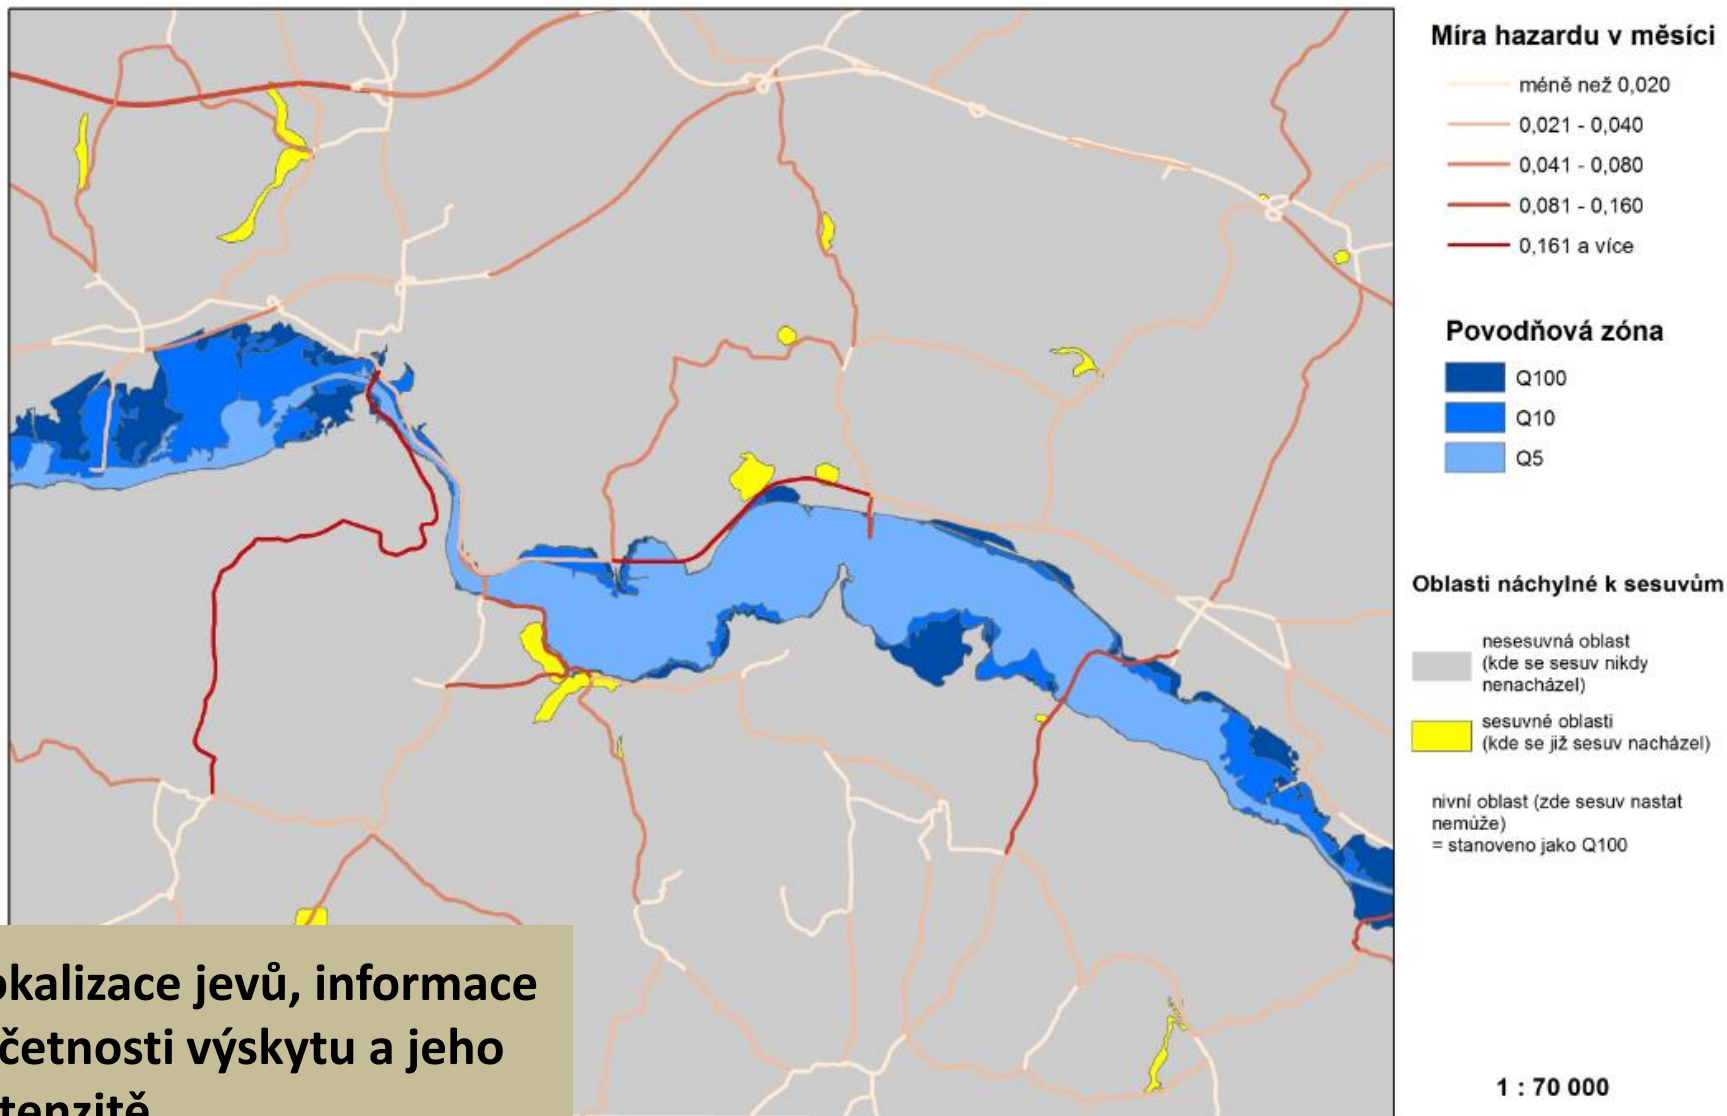 Míra hazardu v měsíci
méně než 0,020
0,021 - 0,040
0,041 - 0,080
0,081 - 0,160
0,161 a více
Povodňová zóna
Q100
Q10
Q5
Oblasti náchylné k sesuvům
nesesuvná oblast
(kde se sesuv nikdy
nenacházel)
sesuvné oblasti
(kde se již sesuv nacházel)
nivní oblast (zde sesuv nastat
nemůže)
= stanoveno jako Q100
1 : 70 000
okalizace jevů, informace
četnosti výskytu a jeho
tenzitě